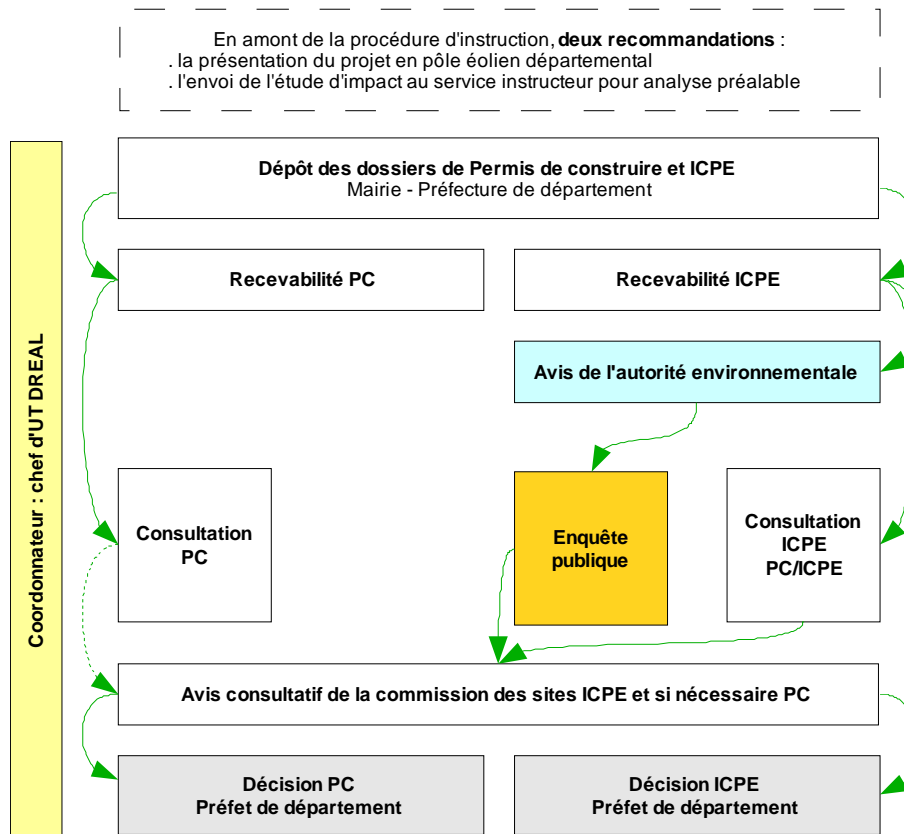 En amont de la procédure d'instruction, deux recommandations :
. la présentation du projet en pôle éolien départemental
. l'envoi de l'étude d'impact au service instructeur pour analyse préalable
Coordonnateur : chef d'UT DREAL
Dépôt des dossiers de Permis de construire et ICPE
Mairie - Préfecture de département
Recevabilité PC
Recevabilité ICPE
Avis de l'autorité environnementale
Consultation
PC
Enquête
publique
Consultation
ICPE
PC/ICPE
Avis consultatif de la commission des sites ICPE et si nécessaire PC
Décision PC
Préfet de département
Décision ICPE
Préfet de département